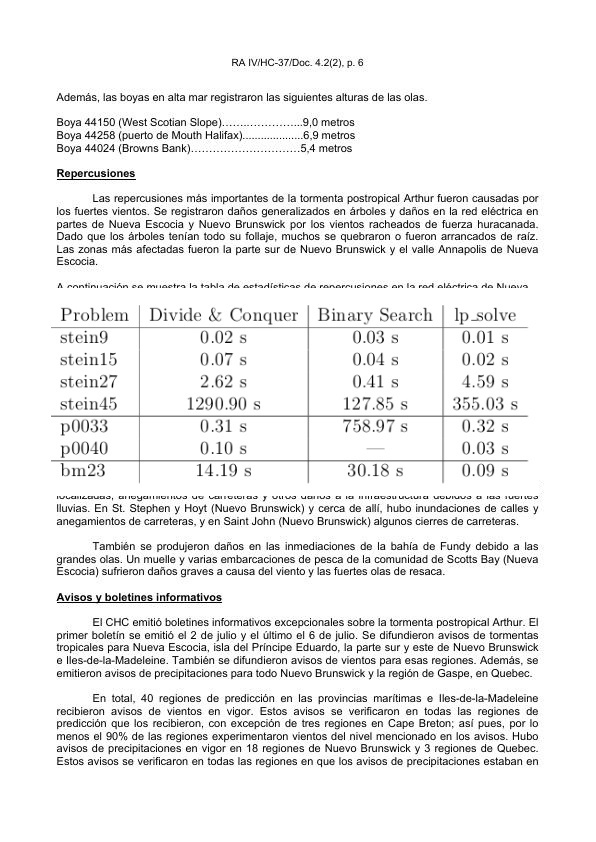 RA IV/HC-37/Doc. 4.2(2), p. 6
Además, las boyas en alta mar registraron las siguientes alturas de las olas.
Boya 44150 (West Scotian Slope)…….…………...9,0 metros
Boya 44258 (puerto de Mouth Halifax)....................6,9 metros
Boya 44024 (Browns Bank)………………………5,4 metros
Repercusiones
Las repercusiones más importantes de la tormenta postropical Arthur fueron causadas por
los fuertes vientos. Se registraron daños generalizados en árboles y daños en la red eléctrica en
partes de Nueva Escocia y Nuevo Brunswick por los vientos racheados de fuerza huracanada.
Dado que los árboles tenían todo su follaje, muchos se quebraron o fueron arrancados de raíz.
Las zonas más afectadas fueron la parte sur de Nuevo Brunswick y el valle Annapolis de Nueva
Escocia.
A continuación se muestra la tabla de estadísticas de repercusiones en la red eléctrica de Nueva
Problem Divide & Conquer Binary Search lp_solve
stein9 0.02 s 0.03 s 0.01 s
stein15 0.07 s 0.04 s 0.02 s
stein27 2.62 s 0.41 s 4.59 s
stein45 1290.90 s 127.85 s 355.03 s
p0033 0.31 s 758.97 s 0.32 s
p0040 0.10 s — 0.03 s
bm23 14.19 s 30.18 s 0.09 s
localizadas, anegamientos de carreteras y otros daños a la infraestructura debidos a las fuertes
lluvias. En St. Stephen y Hoyt (Nuevo Brunswick) y cerca de allí, hubo inundaciones de calles y
anegamientos de carreteras, y en Saint John (Nuevo Brunswick) algunos cierres de carreteras.
También se produjeron daños en las inmediaciones de la bahía de Fundy debido a las
grandes olas. Un muelle y varias embarcaciones de pesca de la comunidad de Scotts Bay (Nueva
Escocia) sufrieron daños graves a causa del viento y las fuertes olas de resaca.
Avisos y boletines informativos
El CHC emitió boletines informativos excepcionales sobre la tormenta postropical Arthur. El
primer boletín se emitió el 2 de julio y el último el 6 de julio. Se difundieron avisos de tormentas
tropicales para Nueva Escocia, isla del Príncipe Eduardo, la parte sur y este de Nuevo Brunswick
e Iles-de-la-Madeleine. También se difundieron avisos de vientos para esas regiones. Además, se
emitieron avisos de precipitaciones para todo Nuevo Brunswick y la región de Gaspe, en Quebec.
En total, 40 regiones de predicción en las provincias marítimas e Iles-de-la-Madeleine
recibieron avisos de vientos en vigor. Estos avisos se verificaron en todas las regiones de
predicción que los recibieron, con excepción de tres regiones en Cape Breton; así pues, por lo
menos el 90% de las regiones experimentaron vientos del nivel mencionado en los avisos. Hubo
avisos de precipitaciones en vigor en 18 regiones de Nuevo Brunswick y 3 regiones de Quebec.
Estos avisos se verificaron en todas las regiones en que los avisos de precipitaciones estaban en